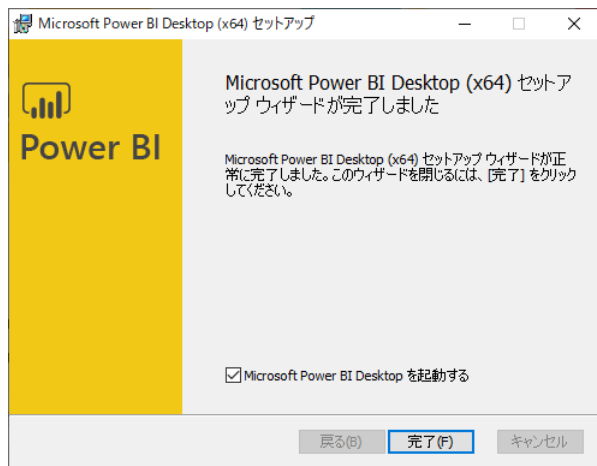 Microsoft Power BI Desktop (x64) セットアップ
Power BI
Microsoft Power BI Desktop (x64) セットア
ップ ウィザードが完了しました
Microsoft Power BI Desktop (x64) セットアップ ウィザードが正
常に完了しました。このウィザードを閉じるには、[完了] をクリック
してください。
Microsoft Power BI Desktop を起動する
戻る(B) 完了(F) キャンセル